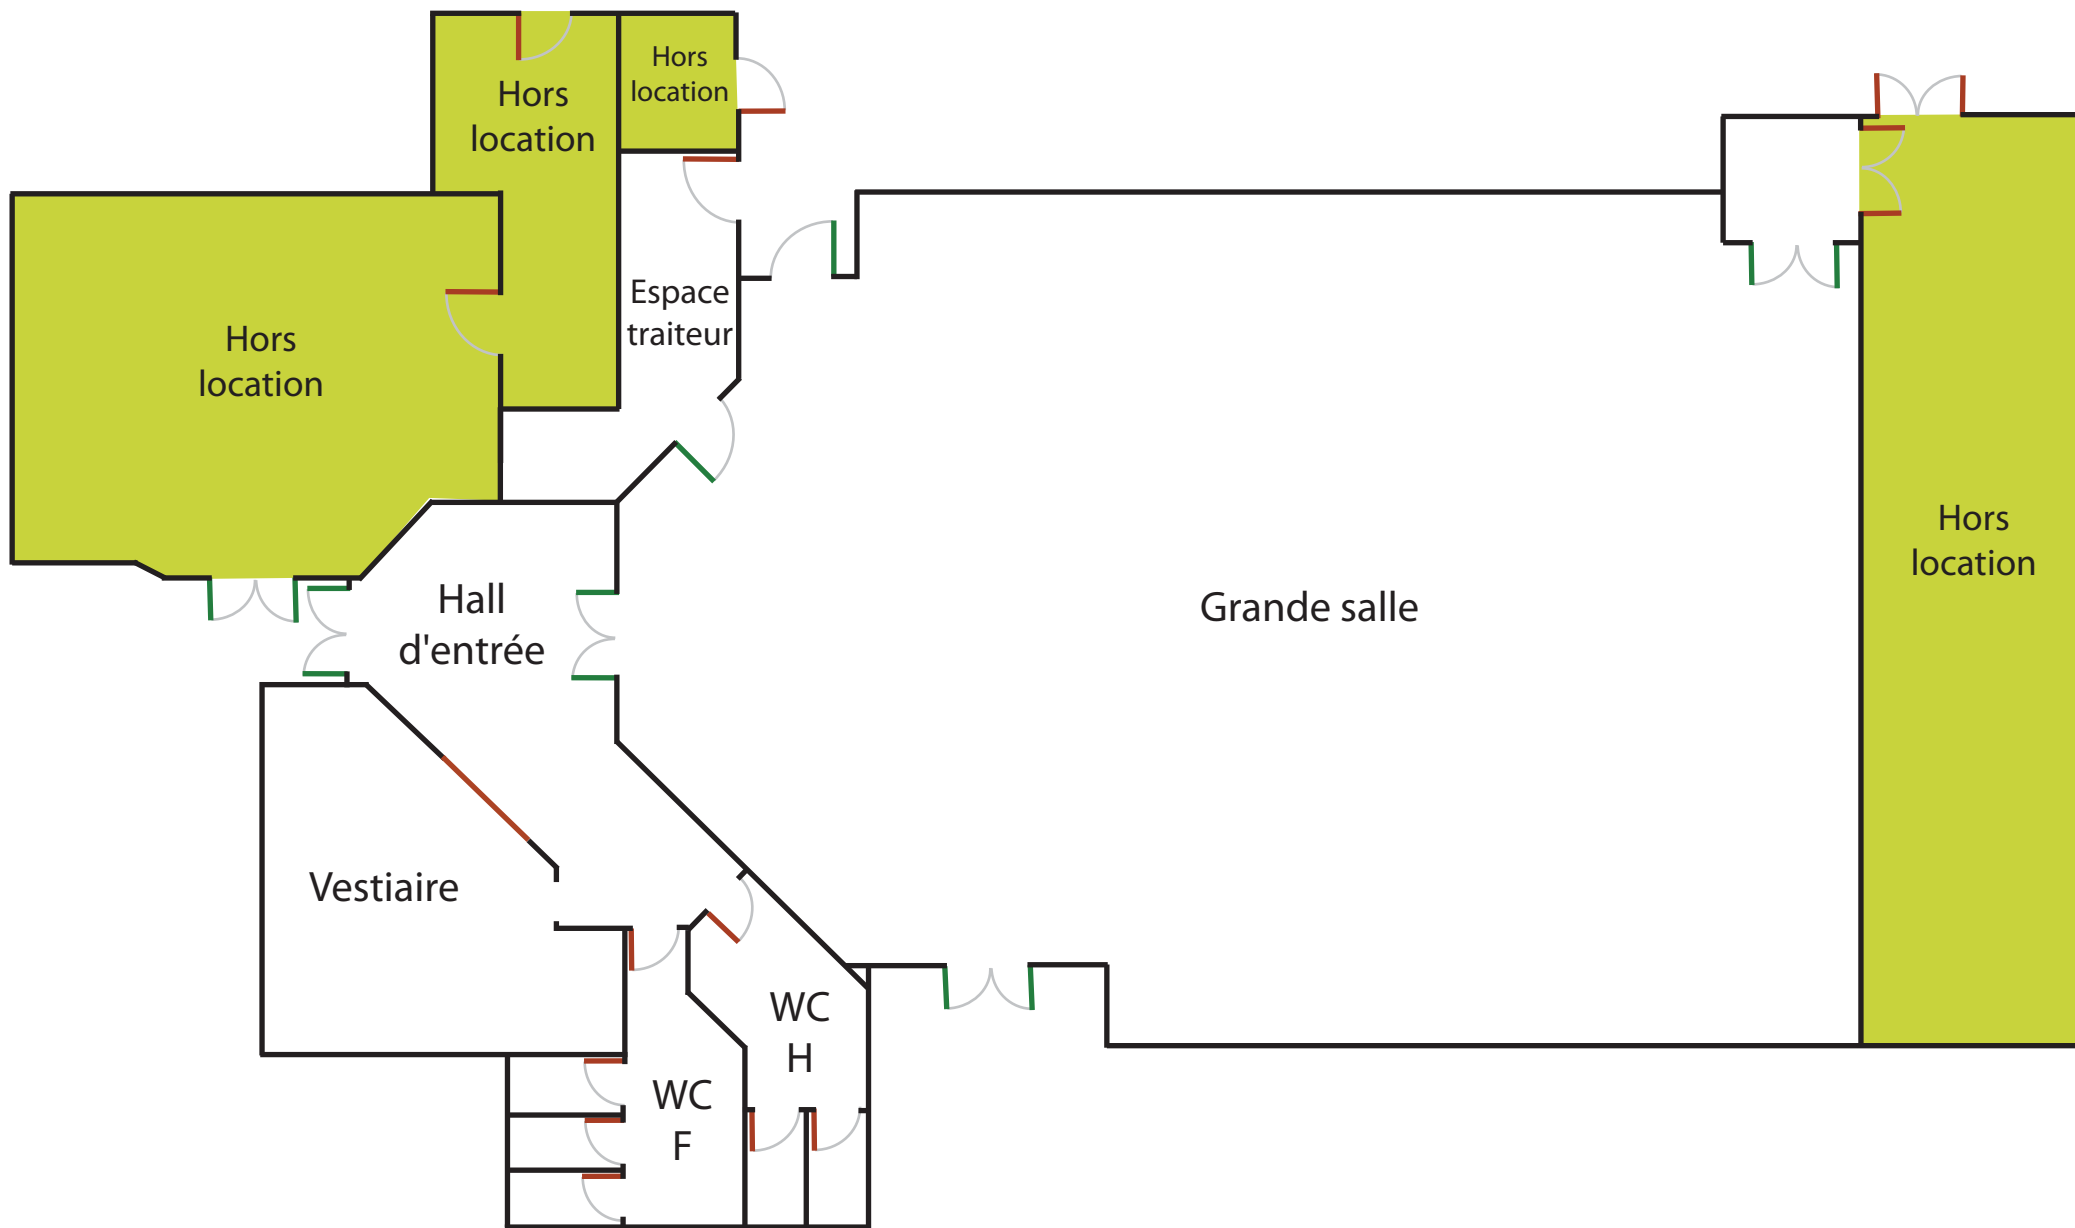 Hors
location
Hors
location
Hors
location
Espace
traiteur
Hall
d'entrée
Grande salle
Hors
location
Vestiaire
WC
H
WC
F